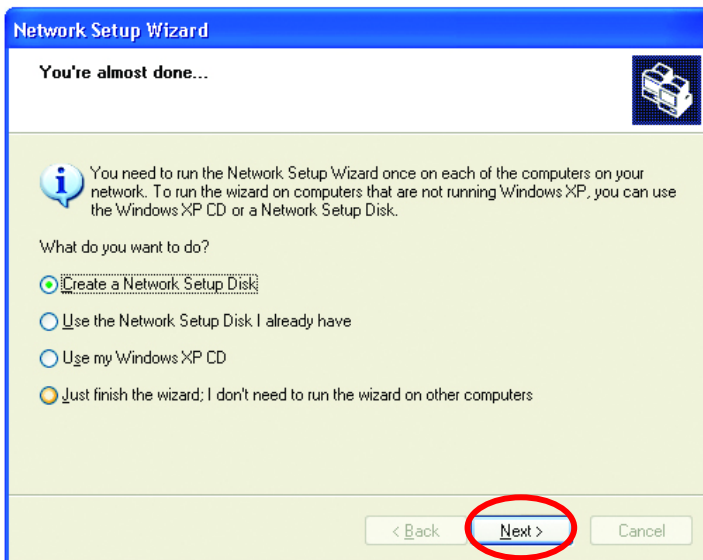 Network Setup Wizard
You're almost done...
You need to run the Network Setup Wizard once on each of the computers on your
network. To run the wizard on computers that are not running Windows XP, you can use
the Windows XP CD or a Network Setup Disk.
What do you want to do?
Create a Network Setup Disk
Use the Network Setup Disk I already have
Use my Windows XP CD
Just finish the wizard; I don't need to run the wizard on other computers
< Back
Next >
Cancel